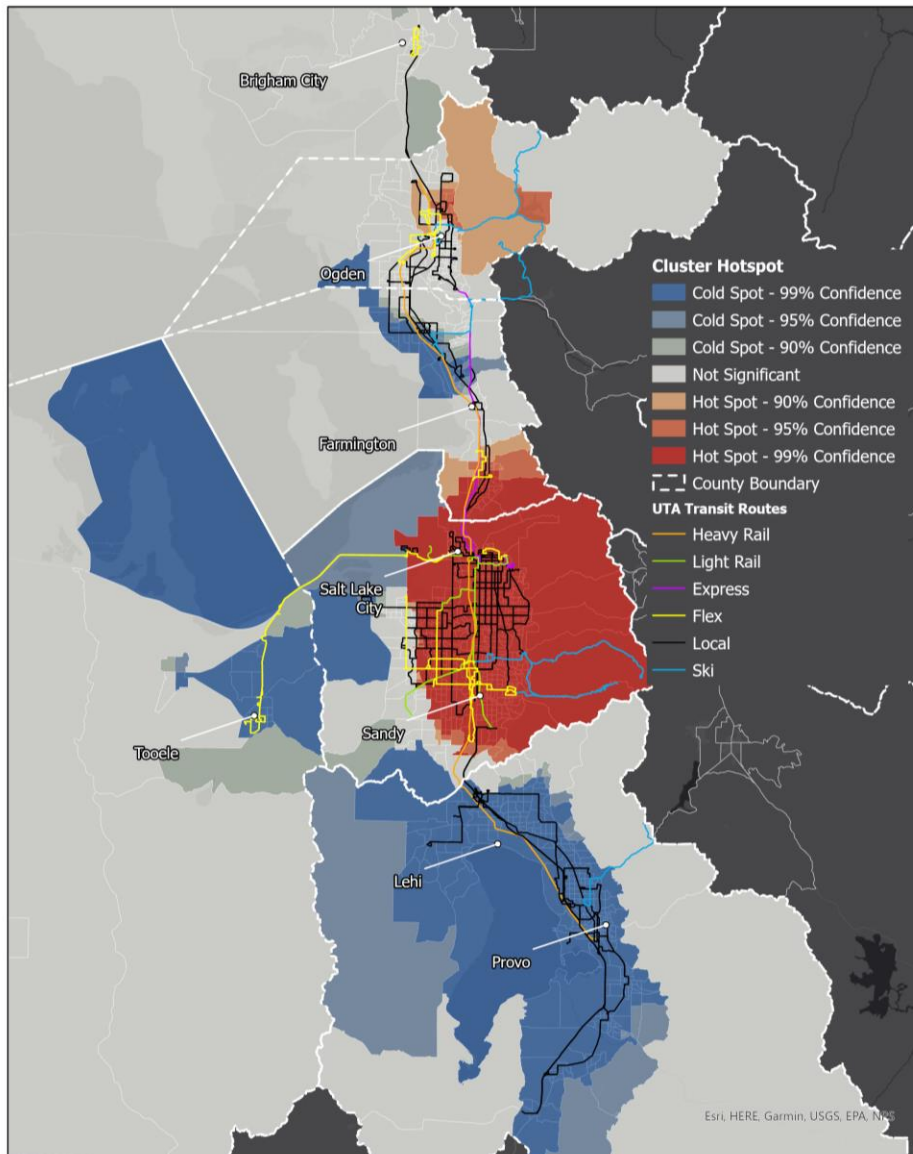 Brigham City
Ogden
Farmington
Salt Lake
City
Tooele
Sandy
Lehi
Provo
Cluster Hotspot
Cold Spot - 99% Confidence
Cold Spot - 95% Confidence
Cold Spot - 90% Confidence
Not Significant
Hot Spot - 90% Confidence
Hot Spot - 95% Confidence
Hot Spot - 99% Confidence
County Boundary
UTA Transit Routes
Heavy Rail
Light Rail
Express
Flex
Local
Ski
Esri, HERE, Garmin, USGS, EPA, NPS